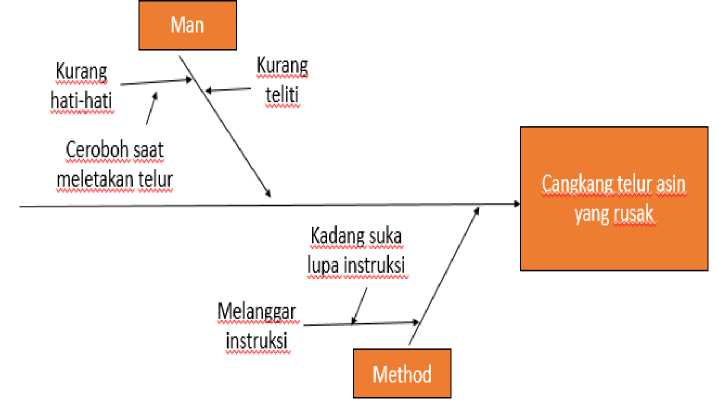 Man
Kurang
hati-hati
Kurang
teliti
Ceroboh saat
meletakan telur
Cangkang telur asin
yang rusak
Kadang suka
lupa instruksi
Melanggar
instruksi
Method